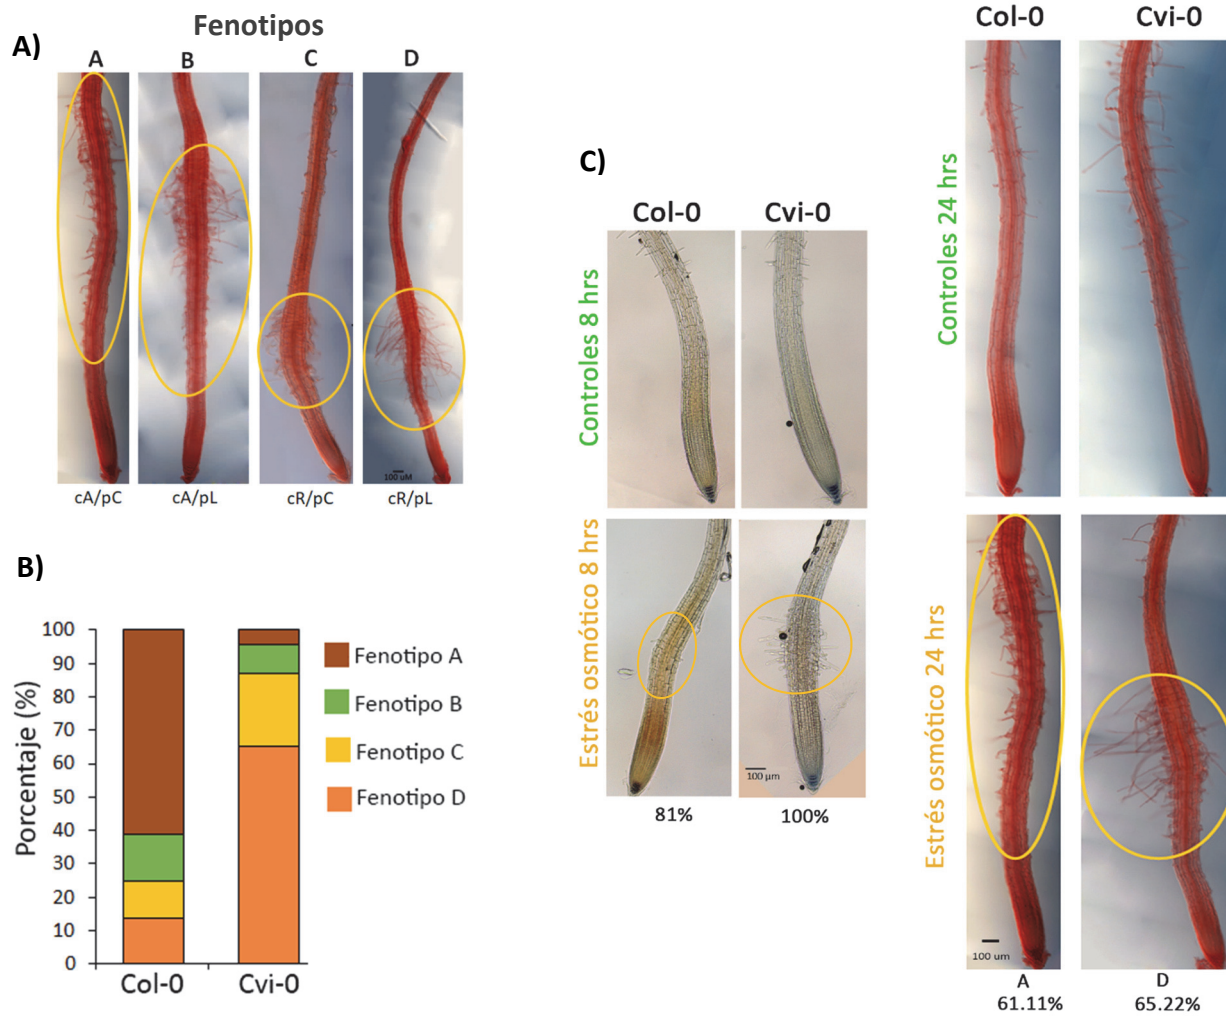 A)
Fenotipos
A B C D
100 uM
cA/pC cA/pL cR/pC cR/pL
B)
Porcentaje (%)
100
90
80
70
60
50
40
30
20
10
0
Col-0 Cvi-0
Fenotipo A
Fenotipo B
Fenotipo C
Fenotipo D
C)
Col-0 Cvi-0
Controles 8 hrs
Estrés osmótico 8 hrs
100 µm
81% 100%
Col-0 Cvi-0
Controles 24 hrs
Estrés osmótico 24 hrs
100 um
A D
61.11% 65.22%